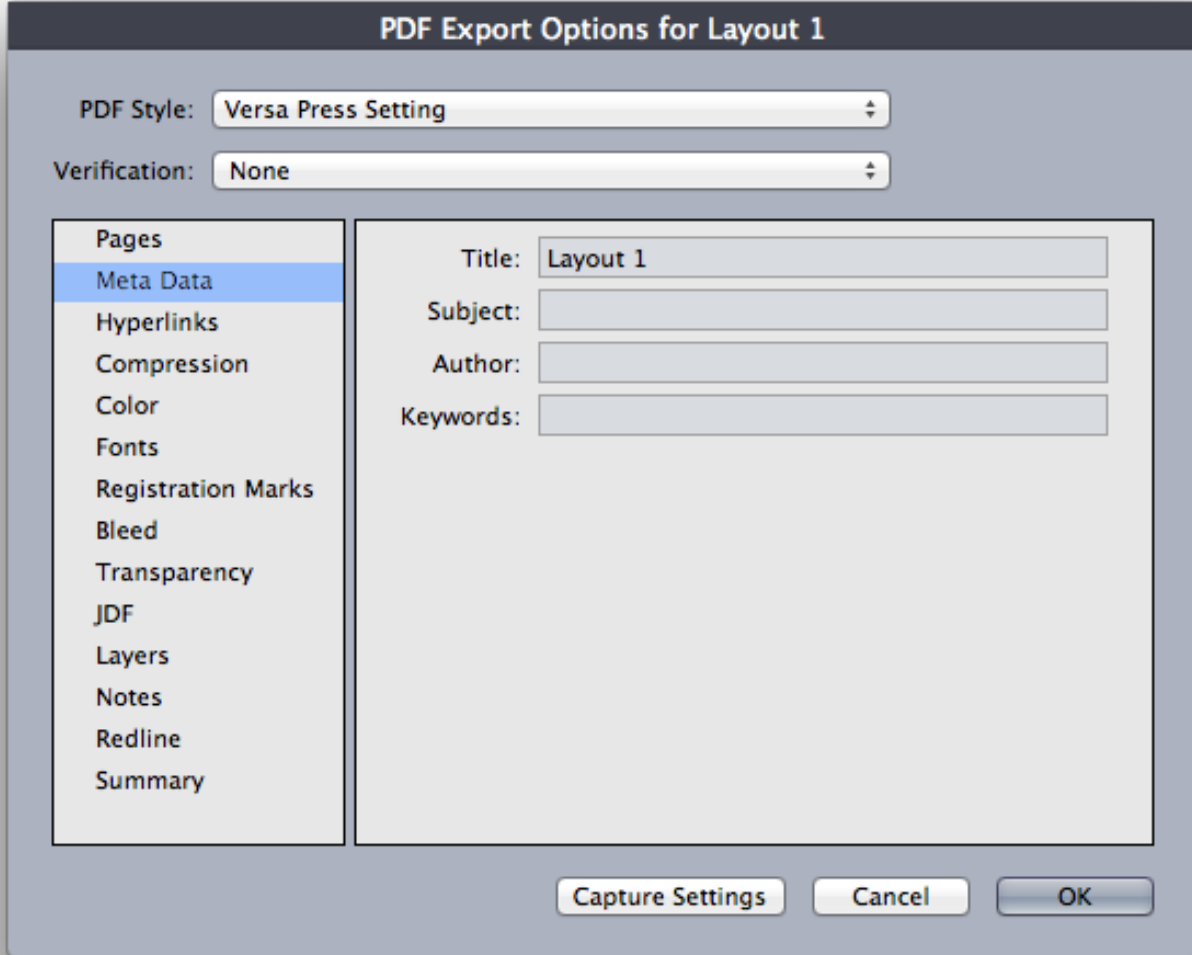 PDF Export Options for Layout 1
PDF Style: Versa Press Setting
Verification: None
Pages
Meta Data
Hyperlinks
Compression
Color
Fonts
Registration Marks
Bleed
Transparency
JDF
Layers
Notes
Redline
Summary
Title: Layout 1
Subject:
Author:
Keywords:
Capture Settings Cancel OK